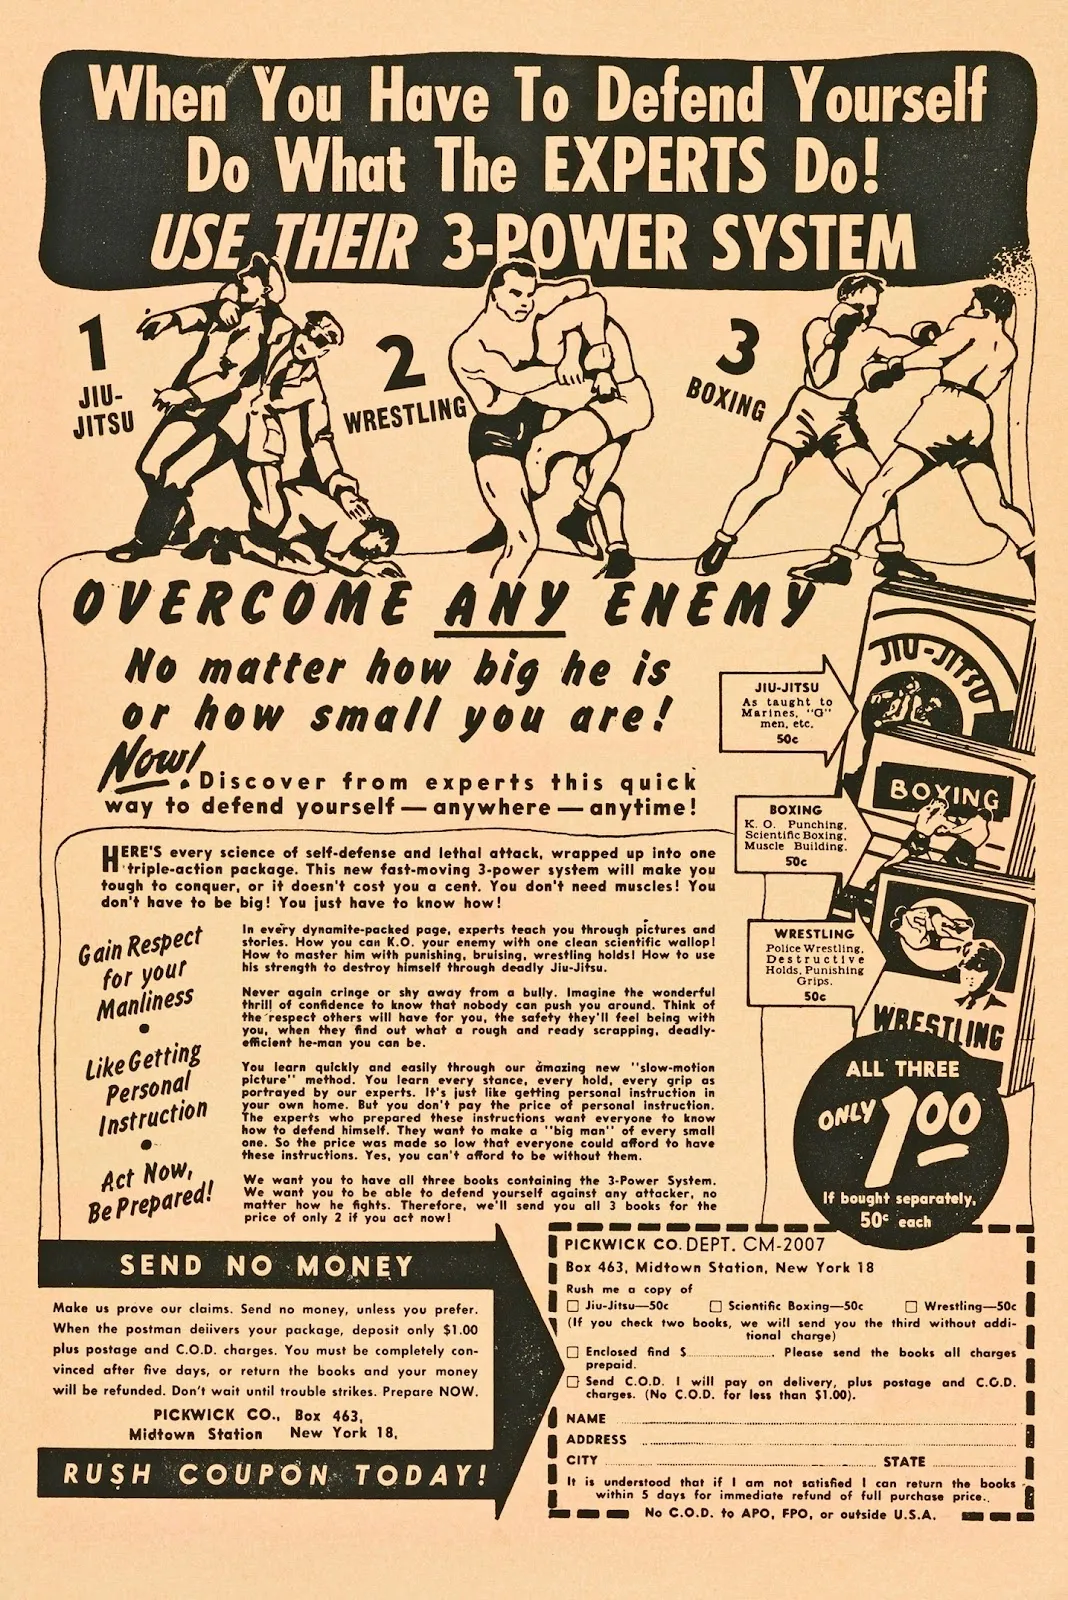 When You Have To Defend Yourself
Do What The EXPERTS Do!
USE THEIR 3-POWER SYSTEM
1
JIU-
JITSU
2
WRESTLING
3
BOXING
OVERCOME ANY ENEMY
No matter how big he is
or how small you are!
Now! Discover from experts this quick
way to defend yourself—anywhere—anytime!
JIU-JITSU
As taught to
Marines, "G"
men, etc.
50c
JIU-JITSU
BOXING
K. O. Punching,
Scientific Boxing,
Muscle Building.
50c
BOXING
WRESTLING
Police Wrestling,
Destructive
Holds, Punishing
Grips.
50c
WRESTLING
ALL THREE
ONLY 1.00
If bought separately,
50c each
HERE'S every science of self-defense and lethal attack, wrapped up into one
triple-action package. This new fast-moving 3-power system will make you
tough to conquer, or it doesn't cost you a cent. You don't need muscles! You
don't have to be big! You just have to know how!
Gain Respect
for your
Manliness
•
Like Getting
Personal
Instruction
•
Act Now,
Be Prepared!
In every dynamite-packed page, experts teach you through pictures and
stories. How you can K.O. your enemy with one clean scientific wallop!
How to master him with punishing, bruising, wrestling holds! How to use
his strength to destroy himself through deadly Jiu-Jitsu.
Never again cringe or shy away from a bully. Imagine the wonderful
thrill of confidence to know that nobody can push you around. Think of
the respect others will have for you, the safety they'll feel being with
you, when they find out what a rough and ready scrapping, deadly-
efficient he-man you can be.
You learn quickly and easily through our amazing new "slow-motion
picture" method. You learn every stance, every hold, every grip as
portrayed by our experts. It's just like getting personal instruction in
your own home. But you don't pay the price of personal instruction.
The experts who prepared these instructions want everyone to know
how to defend himself. They want to make a "big man" of every small
one. So the price was made so low that everyone could afford to have
these instructions. Yes, you can't afford to be without them.
We want you to have all three books containing the 3-Power System.
We want you to be able to defend yourself against any attacker, no
matter how he fights. Therefore, we'll send you all 3 books for the
price of only 2 if you act now!
SEND NO MONEY
Make us prove our claims. Send no money, unless you prefer.
When the postman delivers your package, deposit only $1.00
plus postage and C.O.D. charges. You must be completely con-
vinced after five days, or return the books and your money
will be refunded. Don't wait until trouble strikes. Prepare NOW.
PICKWICK CO., Box 463,
Midtown Station New York 18,
RUSH COUPON TODAY!
PICKWICK CO. DEPT. CM-2007
Box 463, Midtown Station, New York 18
Rush me a copy of
☐ Jiu-Jitsu—50c ☐ Scientific Boxing—50c ☐ Wrestling—50c
(If you check two books, we will send you the third without addi-
tional charge)
☐ Enclosed find $............... Please send the books all charges
prepaid.
☐ Send C.O.D. I will pay on delivery, plus postage and C.O.D.
charges. (No C.O.D. for less than $1.00).
NAME
ADDRESS
CITY STATE
It is understood that if I am not satisfied I can return the books
within 5 days for immediate refund of full purchase price..
No C.O.D. to APO, FPO, or outside U.S.A.